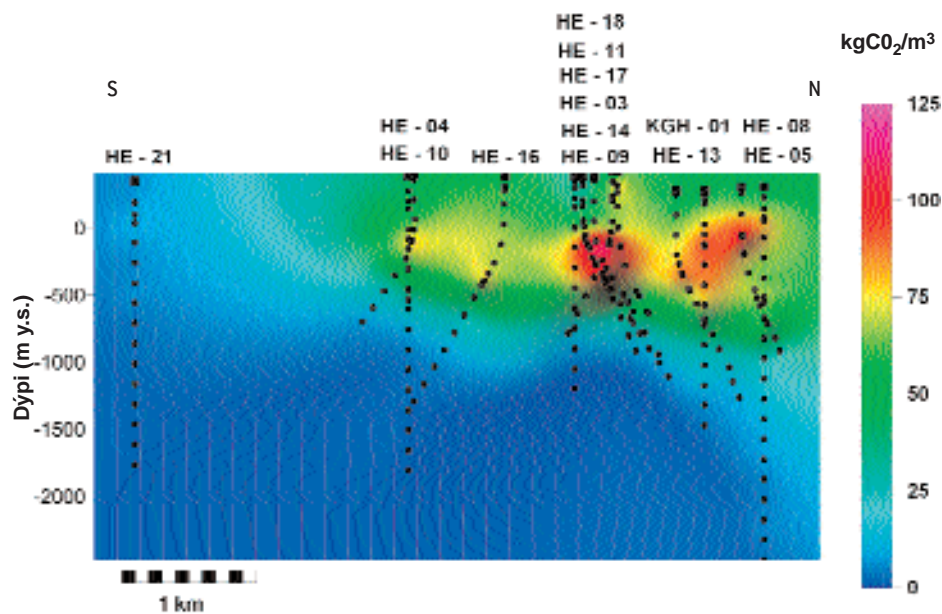 HE - 18
HE - 11
HE - 17
HE - 03
HE - 14
HE - 09
kgC0₂/m³
S
N
HE - 04
HE - 10
HE - 21
HE - 16
KGH - 01
HE - 13
HE - 08
HE - 05
125
100
75
50
25
0
0
-500
-1000
-1500
-2000
Dýpi (m y.s.)
1 km